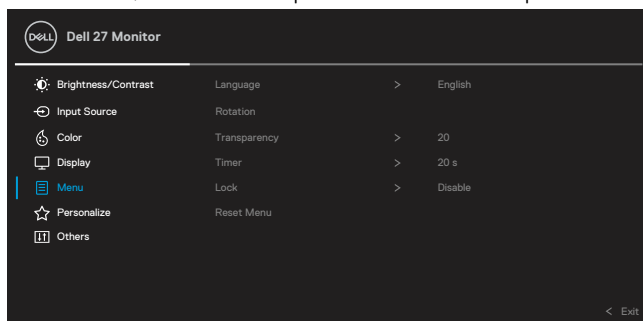 DELL Dell 27 Monitor
Brightness/Contrast Language > English
Input Source Rotation
Color Transparency > 20
Display Timer > 20 s
Menu Lock > Disable
Personalize Reset Menu
Others
< Exit